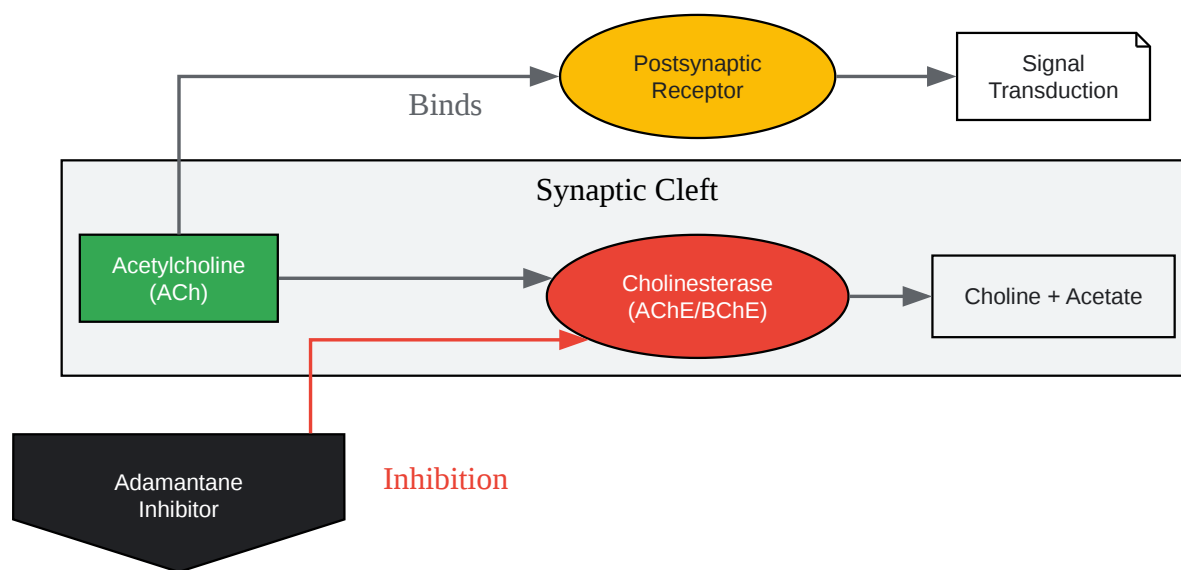 Postsynaptic
Receptor
Signal
Transduction
Binds
Synaptic Cleft
Acetylcholine
(ACh)
Cholinesterase
(AChE/BChE)
Choline + Acetate
Adamantane
Inhibitor
Inhibition